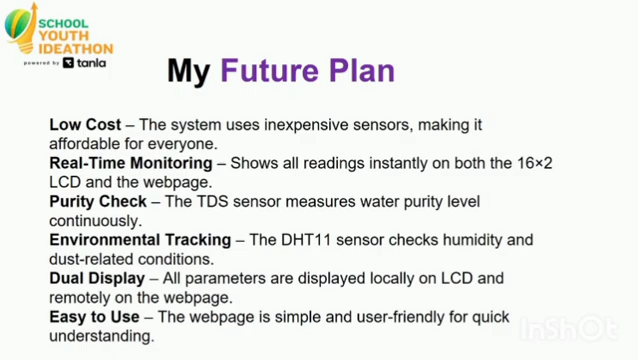 SCHOOL
YOUTH
IDEATHON
powered by tanla
My Future Plan
Low Cost – The system uses inexpensive sensors, making it
affordable for everyone.
Real-Time Monitoring – Shows all readings instantly on both the 16×2
LCD and the webpage.
Purity Check – The TDS sensor measures water purity level
continuously.
Environmental Tracking – The DHT11 sensor checks humidity and
dust-related conditions.
Dual Display – All parameters are displayed locally on LCD and
remotely on the webpage.
Easy to Use – The webpage is simple and user-friendly for quick
understanding.
InShOt